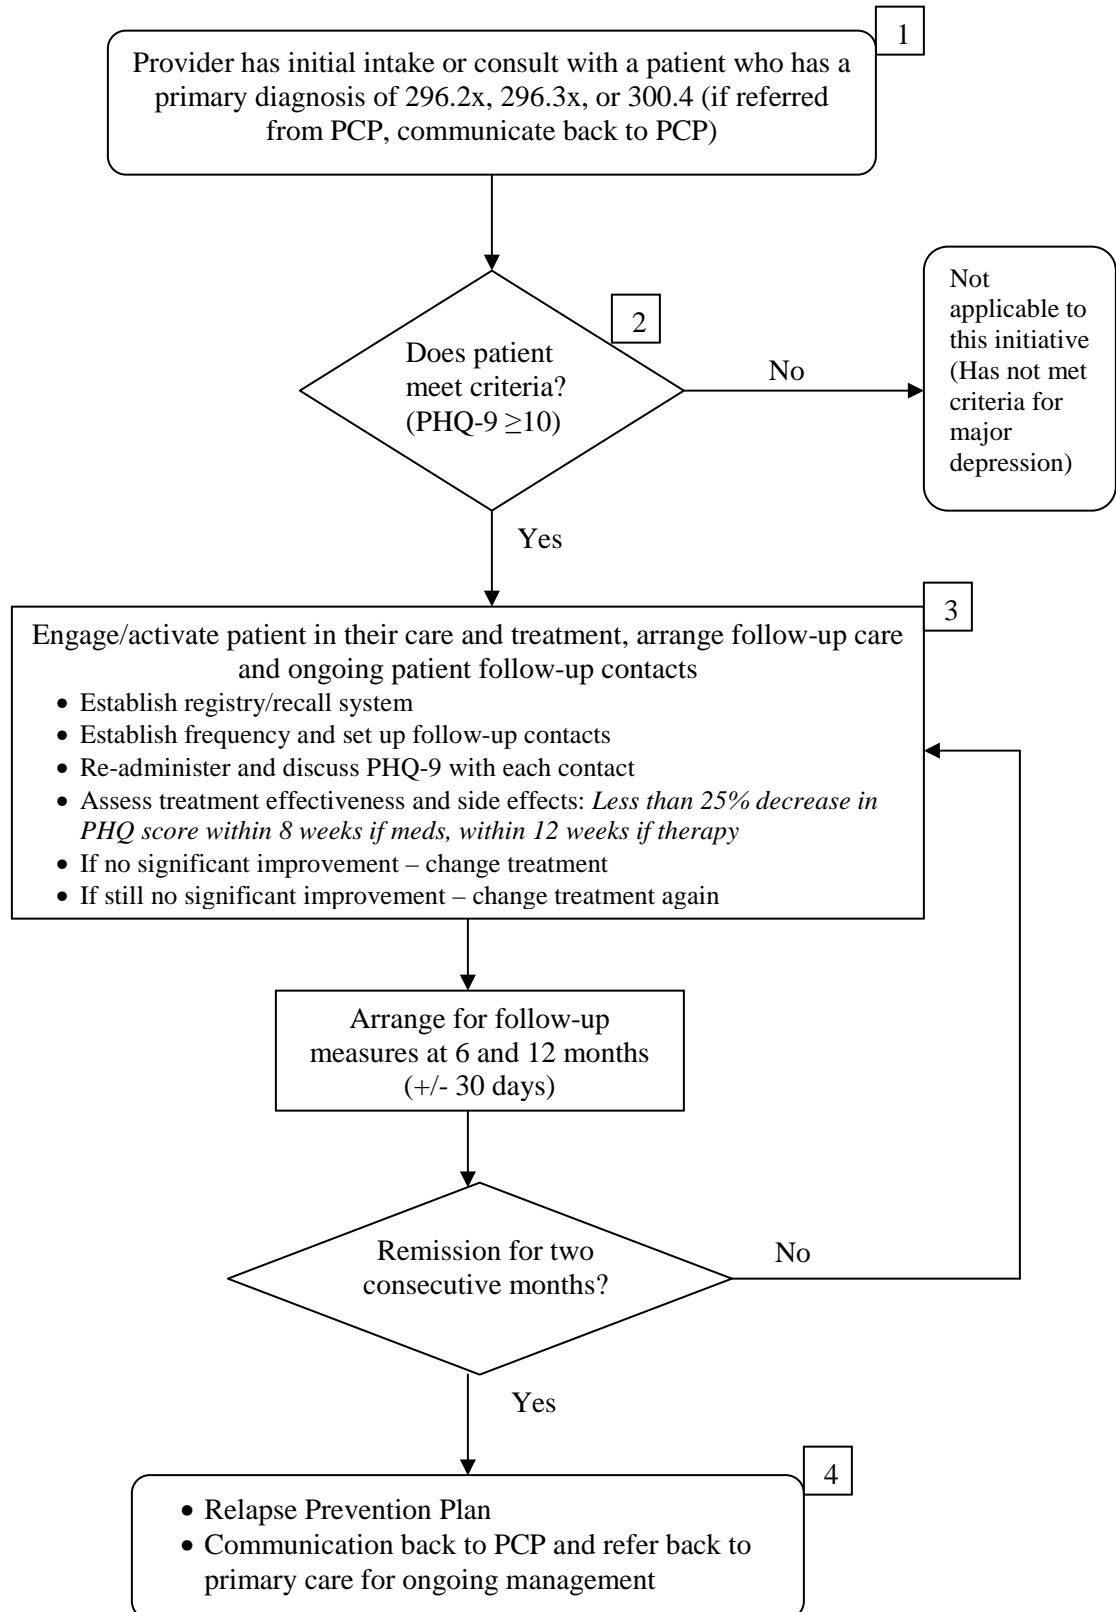 1
Provider has initial intake or consult with a patient who has a
primary diagnosis of 296.2x, 296.3x, or 300.4 (if referred
from PCP, communicate back to PCP)
2
Does patient
meet criteria?
(PHQ-9 ≥10)
No
Not
applicable to
this initiative
(Has not met
criteria for
major
depression)
Yes
3
Engage/activate patient in their care and treatment, arrange follow-up care
and ongoing patient follow-up contacts
• Establish registry/recall system
• Establish frequency and set up follow-up contacts
• Re-administer and discuss PHQ-9 with each contact
• Assess treatment effectiveness and side effects: Less than 25% decrease in
PHQ score within 8 weeks if meds, within 12 weeks if therapy
• If no significant improvement – change treatment
• If still no significant improvement – change treatment again
Arrange for follow-up
measures at 6 and 12 months
(+/- 30 days)
Remission for two
consecutive months?
No
Yes
4
• Relapse Prevention Plan
• Communication back to PCP and refer back to
primary care for ongoing management